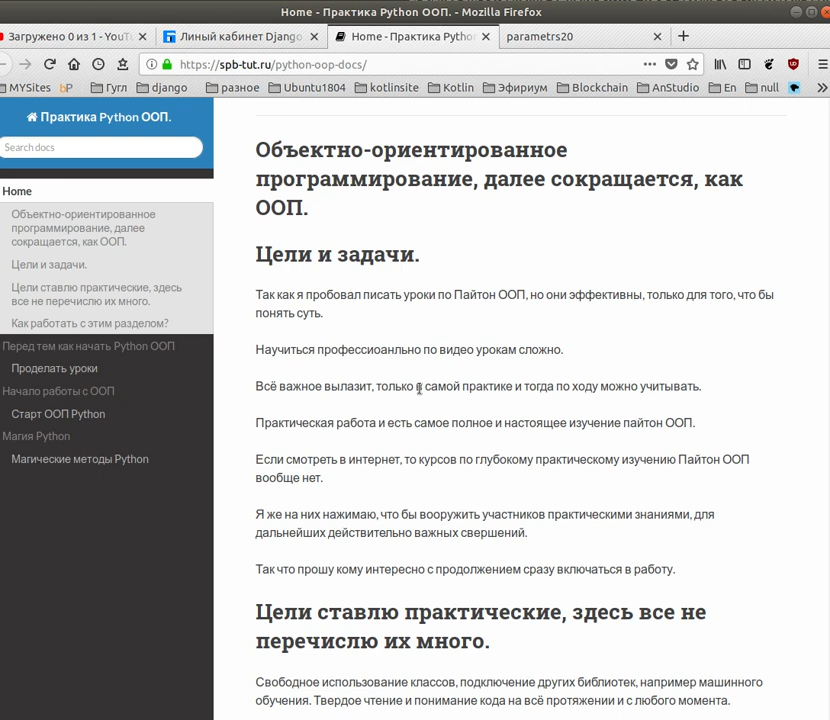 Home - Практика Python ООП. - Mozilla Firefox
Загружено 0 из 1 - YouTu
Линый кабинет Django
Home - Практика Python
parametrs20
https://spb-tut.ru/python-oop-docs/
MYSites
bP
Гугл
django
разное
Ubuntu1804
kotlinsite
Kotlin
Эфириум
Blockchain
AnStudio
En
null
Практика Python ООП.
Search docs
Home
Объектно-ориентированное
программирование, далее
сокращается, как ООП.
Цели и задачи.
Цели ставлю практические, здесь
все не перечислю их много.
Как работать с этим разделом?
Перед тем как начать Python ООП
Проделать уроки
Начало работы с ООП
Старт ООП Python
Магия Python
Магические методы Python
Объектно-ориентированное
программирование, далее сокращается, как
ООП.
Цели и задачи.
Так как я пробовал писать уроки по Пайтон ООП, но они эффективны, только для того, что бы
понять суть.
Научиться профессиоанльно по видео урокам сложно.
Всё важное вылазит, только в самой практике и тогда по ходу можно учитывать.
Практическая работа и есть самое полное и настоящее изучение пайтон ООП.
Если смотреть в интернет, то курсов по глубокому практическому изучению Пайтон ООП
вообще нет.
Я же на них нажимаю, что бы вооружить участников практическими знаниями, для
дальнейших действительно важных свершений.
Так что прошу кому интересно с продолжением сразу включаться в работу.
Цели ставлю практические, здесь все не
перечислю их много.
Свободное использование классов, подключение других библиотек, например машинного
обучения. Твердое чтение и понимание кода на всё протяжении и с любого момента.